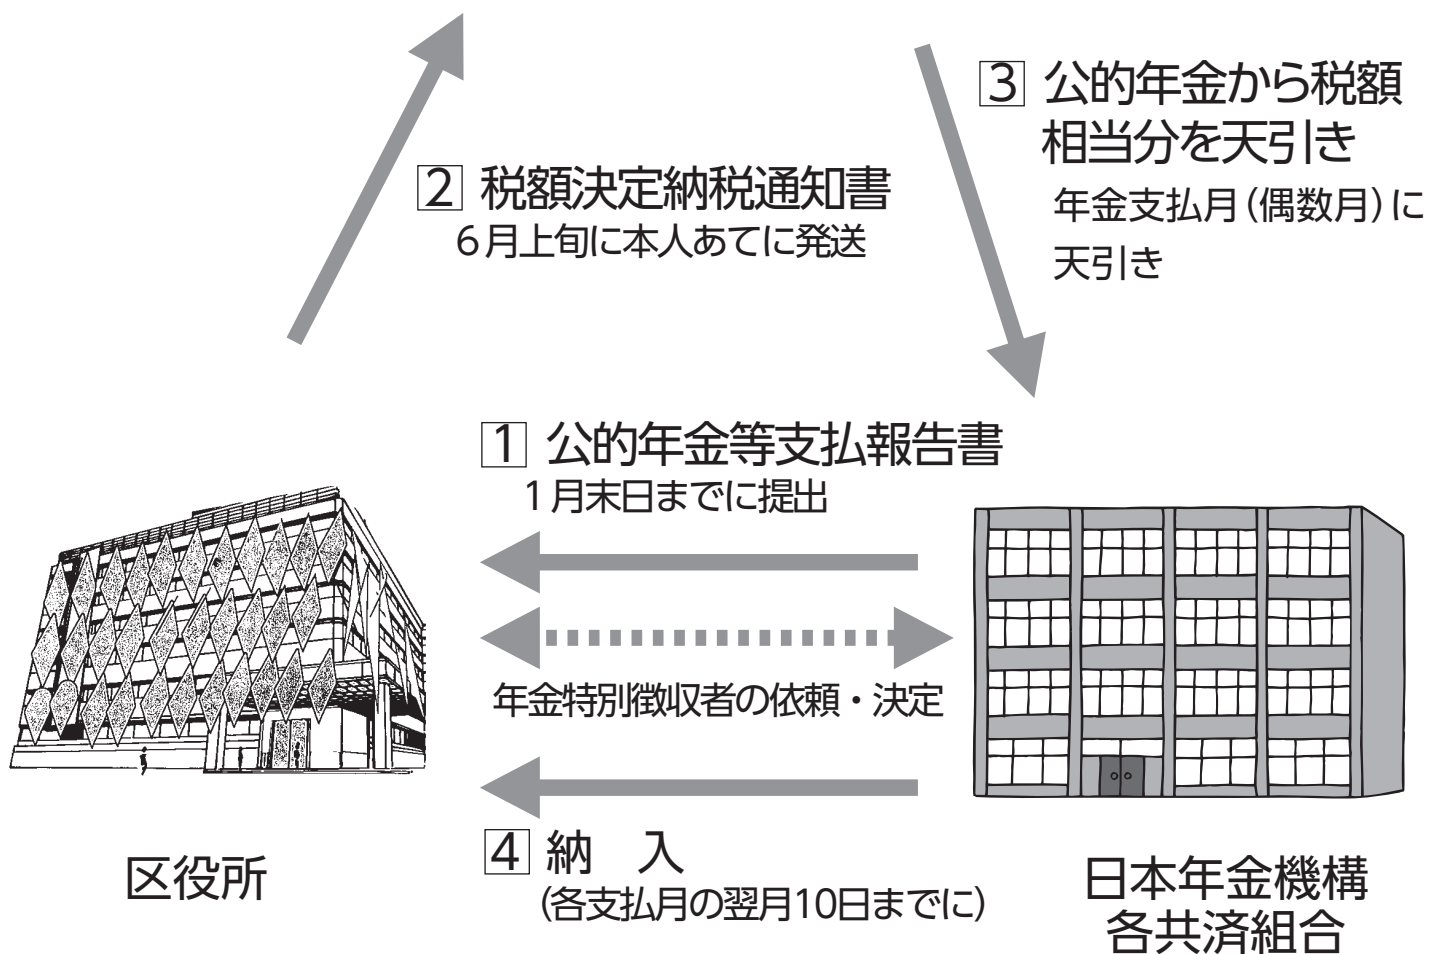 3 公的年金から税額
相当分を天引き
年金支払月(偶数月)に
天引き
2 税額決定納税通知書
6月上旬に本人あてに発送
1 公的年金等支払報告書
1月末日までに提出
年金特別徴収者の依頼・決定
4 納 入
(各支払月の翌月10日までに)
区役所
日本年金機構
各共済組合